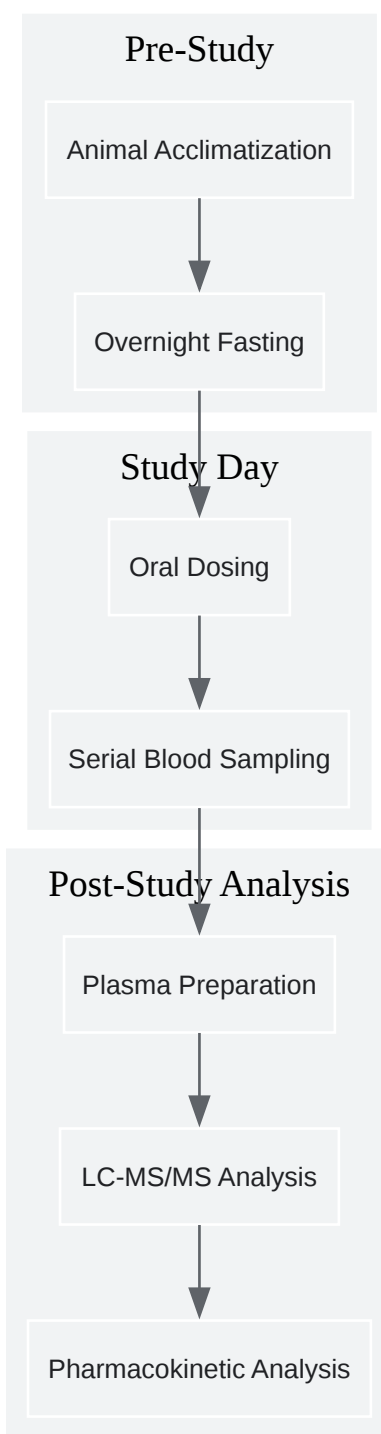 Pre-Study
Animal Acclimatization
Overnight Fasting
Study Day
Oral Dosing
Serial Blood Sampling
Post-Study Analysis
Plasma Preparation
LC-MS/MS Analysis
Pharmacokinetic Analysis